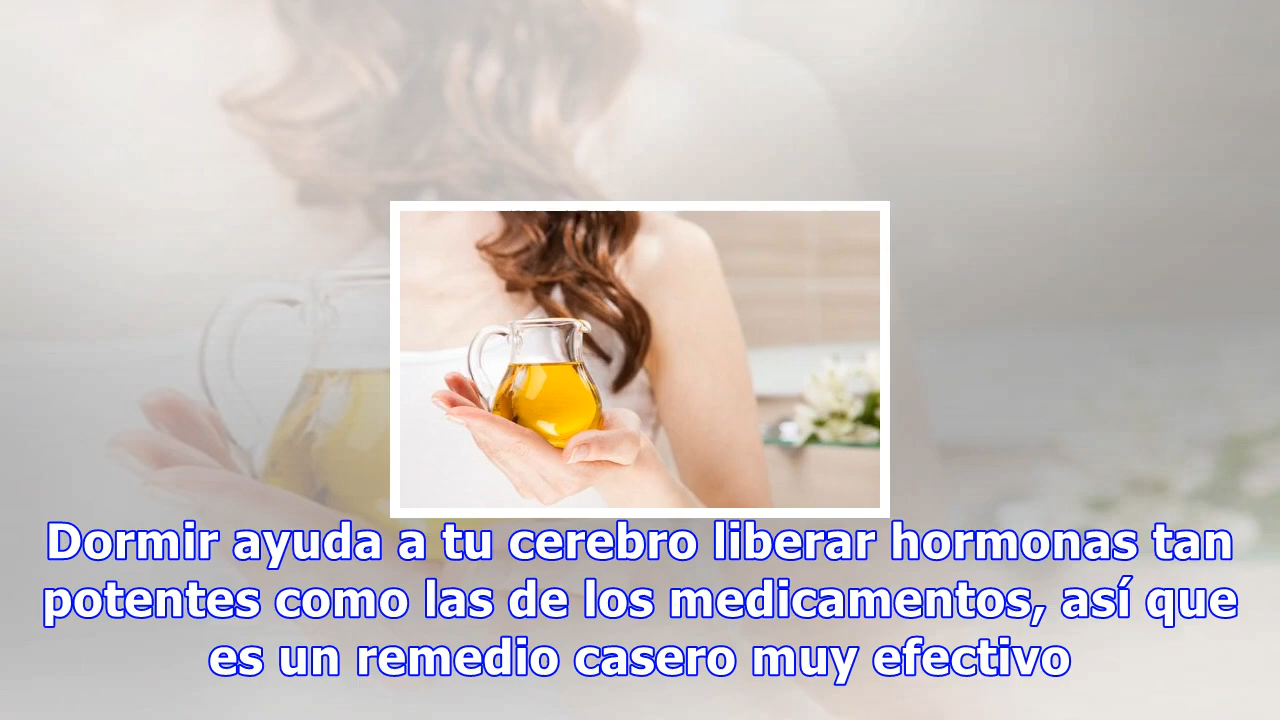 Dormir ayuda a tu cerebro liberar hormonas tan
potentes como las de los medicamentos, así que
es un remedio casero muy efectivo